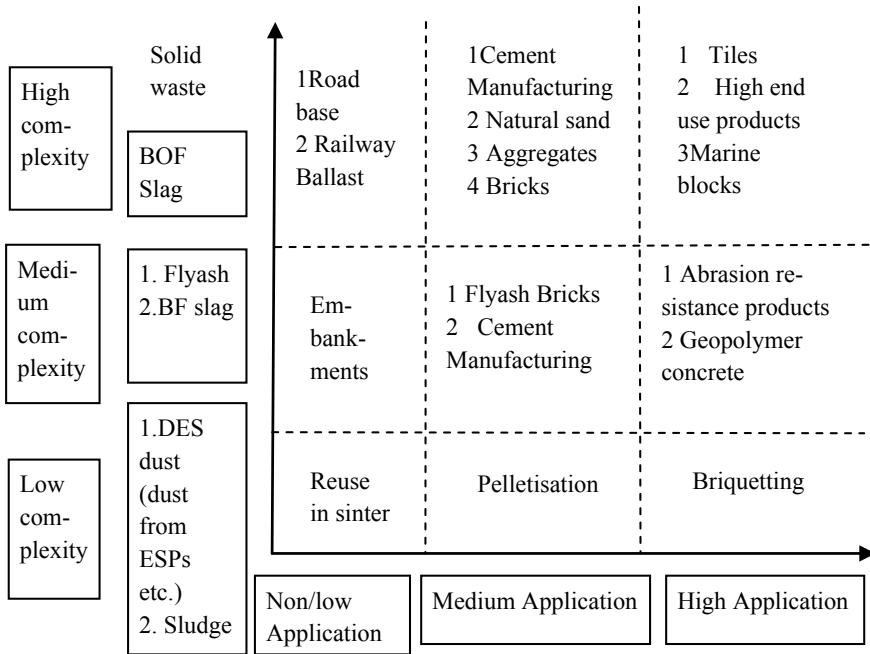 High
com-
plexity
Solid
waste
BOF
Slag
1Road
base
2 Railway
Ballast
1Cement
Manufacturing
2 Natural sand
3 Aggregates
4 Bricks
1 Tiles
2 High end
use products
3Marine
blocks
Medi-
um
com-
plexity
1. Flyash
2.BF slag
Em-
bank-
ments
1 Flyash Bricks
2 Cement
Manufacturing
1 Abrasion re-
sistance products
2 Geopolymer
concrete
Low
com-
plexity
1.DES
dust
(dust
from
ESPs
etc.)
2. Sludge
Reuse
in sinter
Pelletisation
Briquetting
Non/low
Application
Medium Application
High Application